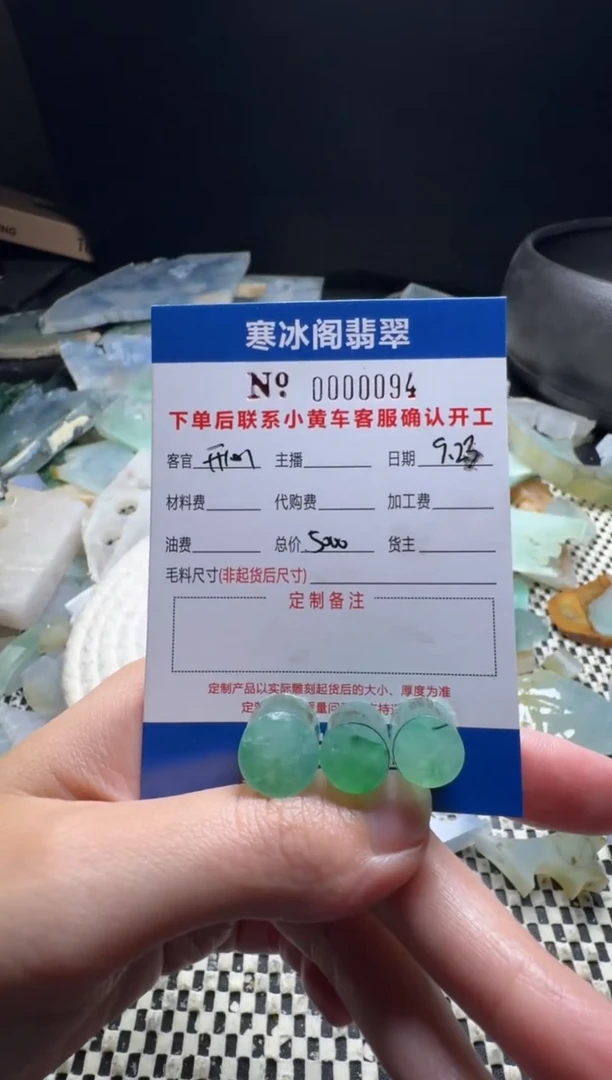 寒冰阁翡翠
Nº 0000094
下单后联系小黄车客服确认开工
客官 主播 日期 9.23
材料费 代购费 加工费
油费 总价 5000 货主
毛料尺寸(非起货后尺寸)
定制备注
定制产品以实际雕刻起货后的大小、厚度为准